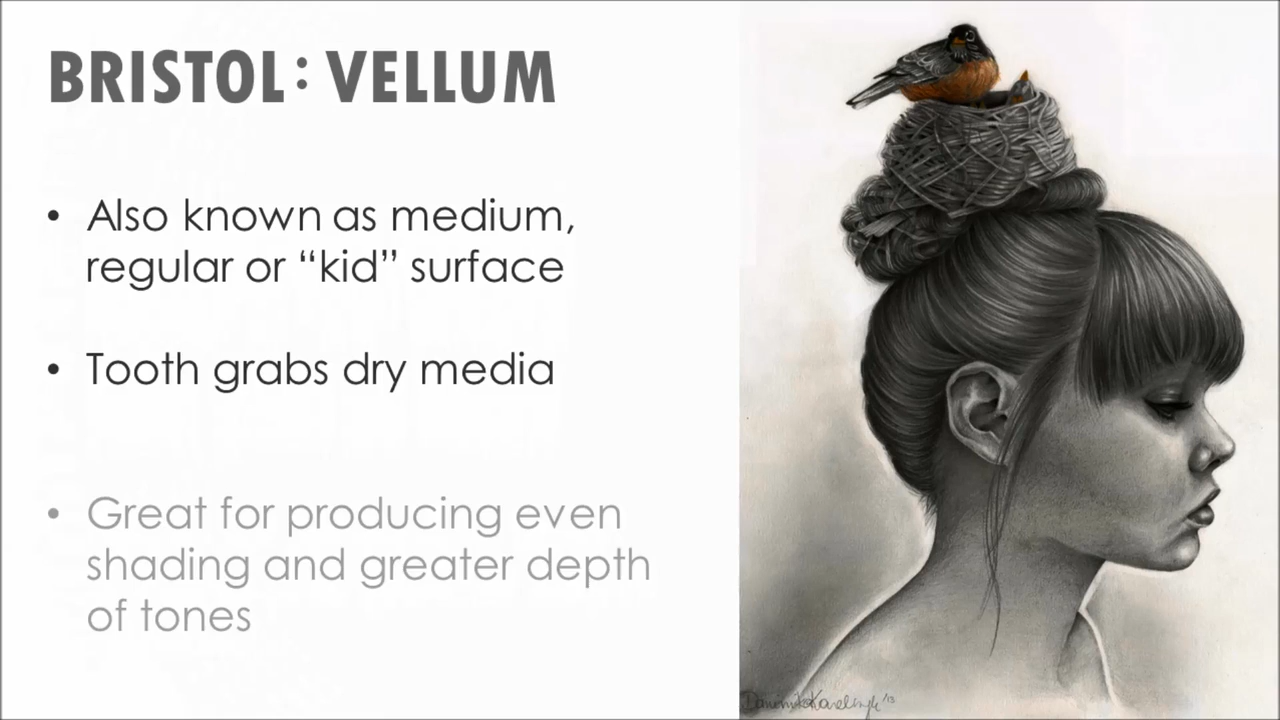 BRISTOL: VELLUM
• Also known as medium,
regular or “kid” surface
• Tooth grabs dry media
• Great for producing even
shading and greater depth
of tones
'13